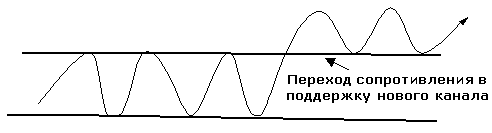 Переход сопротивления в
поддержку нового канала